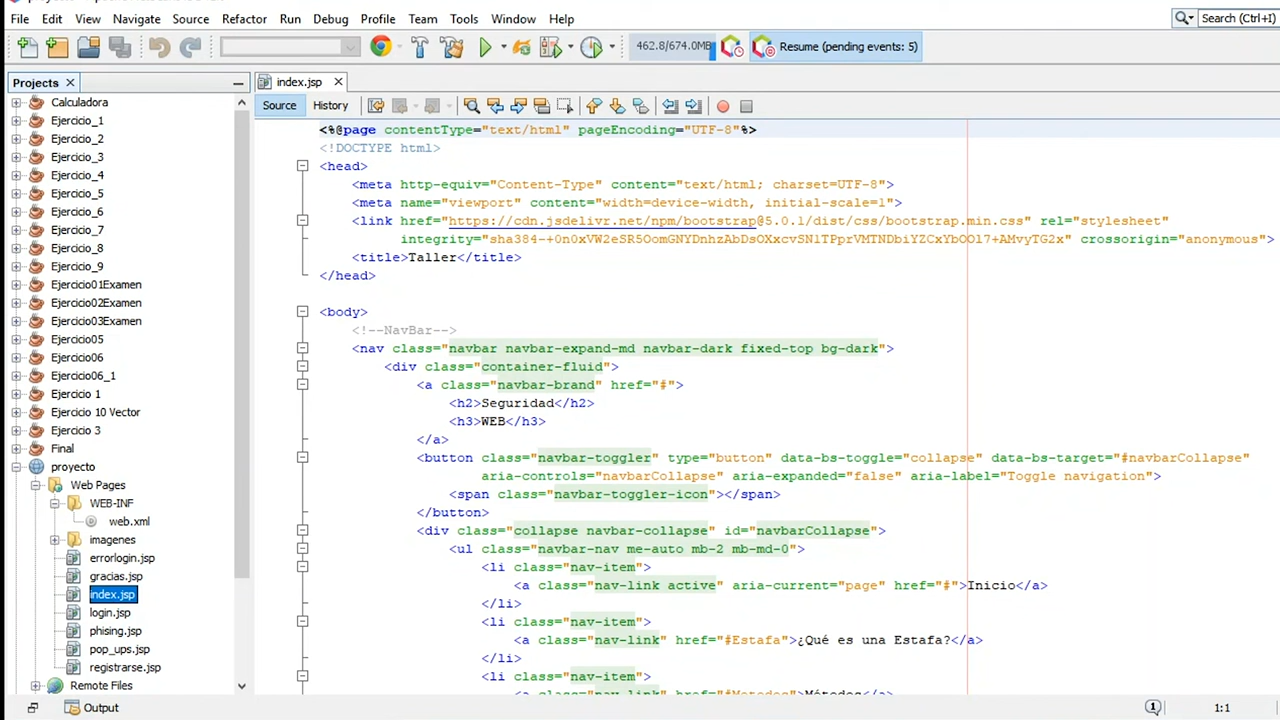 File Edit View Navigate Source Refactor Run Debug Profile Team Tools Window Help
Search (Ctrl+I)
462.8/674.0MB
Resume (pending events: 5)
Projects
index.jsp
Source History
Calculadora
Ejercicio_1
Ejercicio_2
Ejercicio_3
Ejercicio_4
Ejercicio_5
Ejercicio_6
Ejercicio_7
Ejercicio_8
Ejercicio_9
Ejercicio01Examen
Ejercicio02Examen
Ejercicio03Examen
Ejercicio05
Ejercicio06
Ejercicio06_1
Ejercicio 1
Ejercicio 10 Vector
Ejercicio 3
Final
proyecto
Web Pages
WEB-INF
web.xml
imagenes
errorlogin.jsp
gracias.jsp
index.jsp
login.jsp
phising.jsp
pop_ups.jsp
registrarse.jsp
Remote Files
<%@page contentType="text/html" pageEncoding="UTF-8"%>
<!DOCTYPE html>
<head>
<meta http-equiv="Content-Type" content="text/html; charset=UTF-8">
<meta name="viewport" content="width=device-width, initial-scale=1">
<link href="https://cdn.jsdelivr.net/npm/bootstrap@5.0.1/dist/css/bootstrap.min.css" rel="stylesheet"
integrity="sha384-+0n0xVW2eSR5OomGNYDnhzAbDsOXxcvSN1TPprVMTNDbiYZCxYbOOl7+AMvyTG2x" crossorigin="anonymous">
<title>Taller</title>
</head>
<body>
<!--NavBar-->
<nav class="navbar navbar-expand-md navbar-dark fixed-top bg-dark">
<div class="container-fluid">
<a class="navbar-brand" href="#">
<h2>Seguridad</h2>
<h3>WEB</h3>
</a>
<button class="navbar-toggler" type="button" data-bs-toggle="collapse" data-bs-target="#navbarCollapse"
aria-controls="navbarCollapse" aria-expanded="false" aria-label="Toggle navigation">
<span class="navbar-toggler-icon"></span>
</button>
<div class="collapse navbar-collapse" id="navbarCollapse">
<ul class="navbar-nav me-auto mb-2 mb-md-0">
<li class="nav-item">
<a class="nav-link active" aria-current="page" href="#">Inicio</a>
</li>
<li class="nav-item">
<a class="nav-link" href="#Estafa">¿Qué es una Estafa?</a>
</li>
<li class="nav-item">
<a class="nav-link" href="#Metodos">Métodos</a>
Output
1
1:1